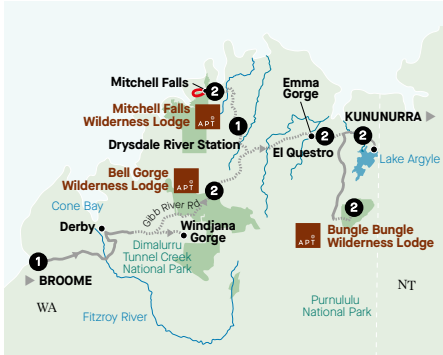 Mitchell Falls
2
Mitchell Falls
Wilderness Lodge
APT
1
Drysdale River Station
Emma
Gorge
2
KUNUNURRA
2
El Questro
Lake Argyle
Bell Gorge
Wilderness Lodge
APT
2
Cone Bay
Gibb River Rd
Derby
Windjana
Gorge
APT
Bungle Bungle
Wilderness Lodge
2
Dimalurru
Tunnel Creek
National Park
1
BROOME
WA
NT
Purnululu
National Park
Fitzroy River